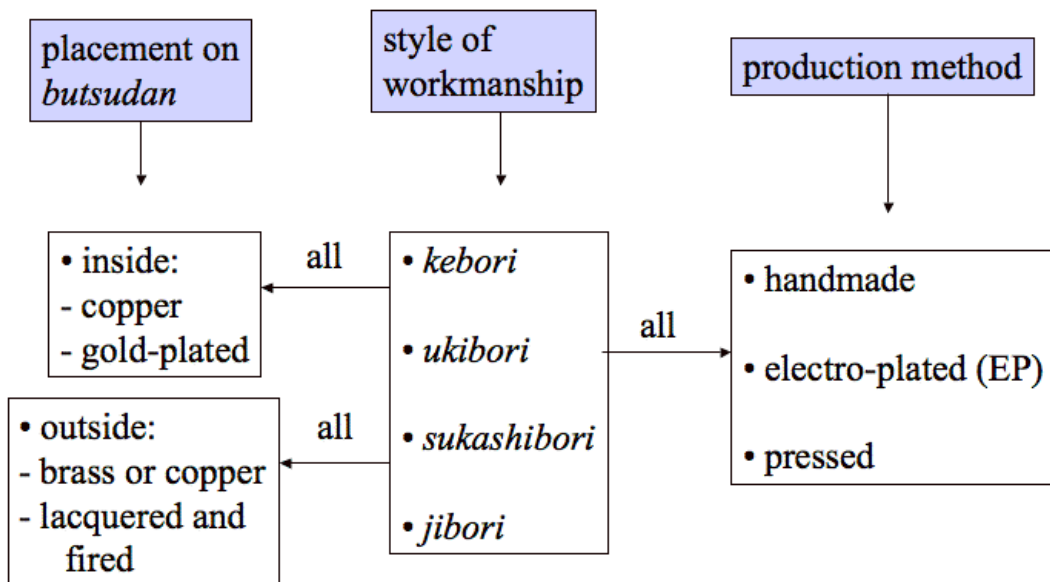 placement on
butsudan
style of
workmanship
production method
• inside:
- copper
- gold-plated
all
• outside:
- brass or copper
- lacquered and
fired
all
• kebori
• ukibori
• sukashibori
• jibori
all
• handmade
• electro-plated (EP)
• pressed